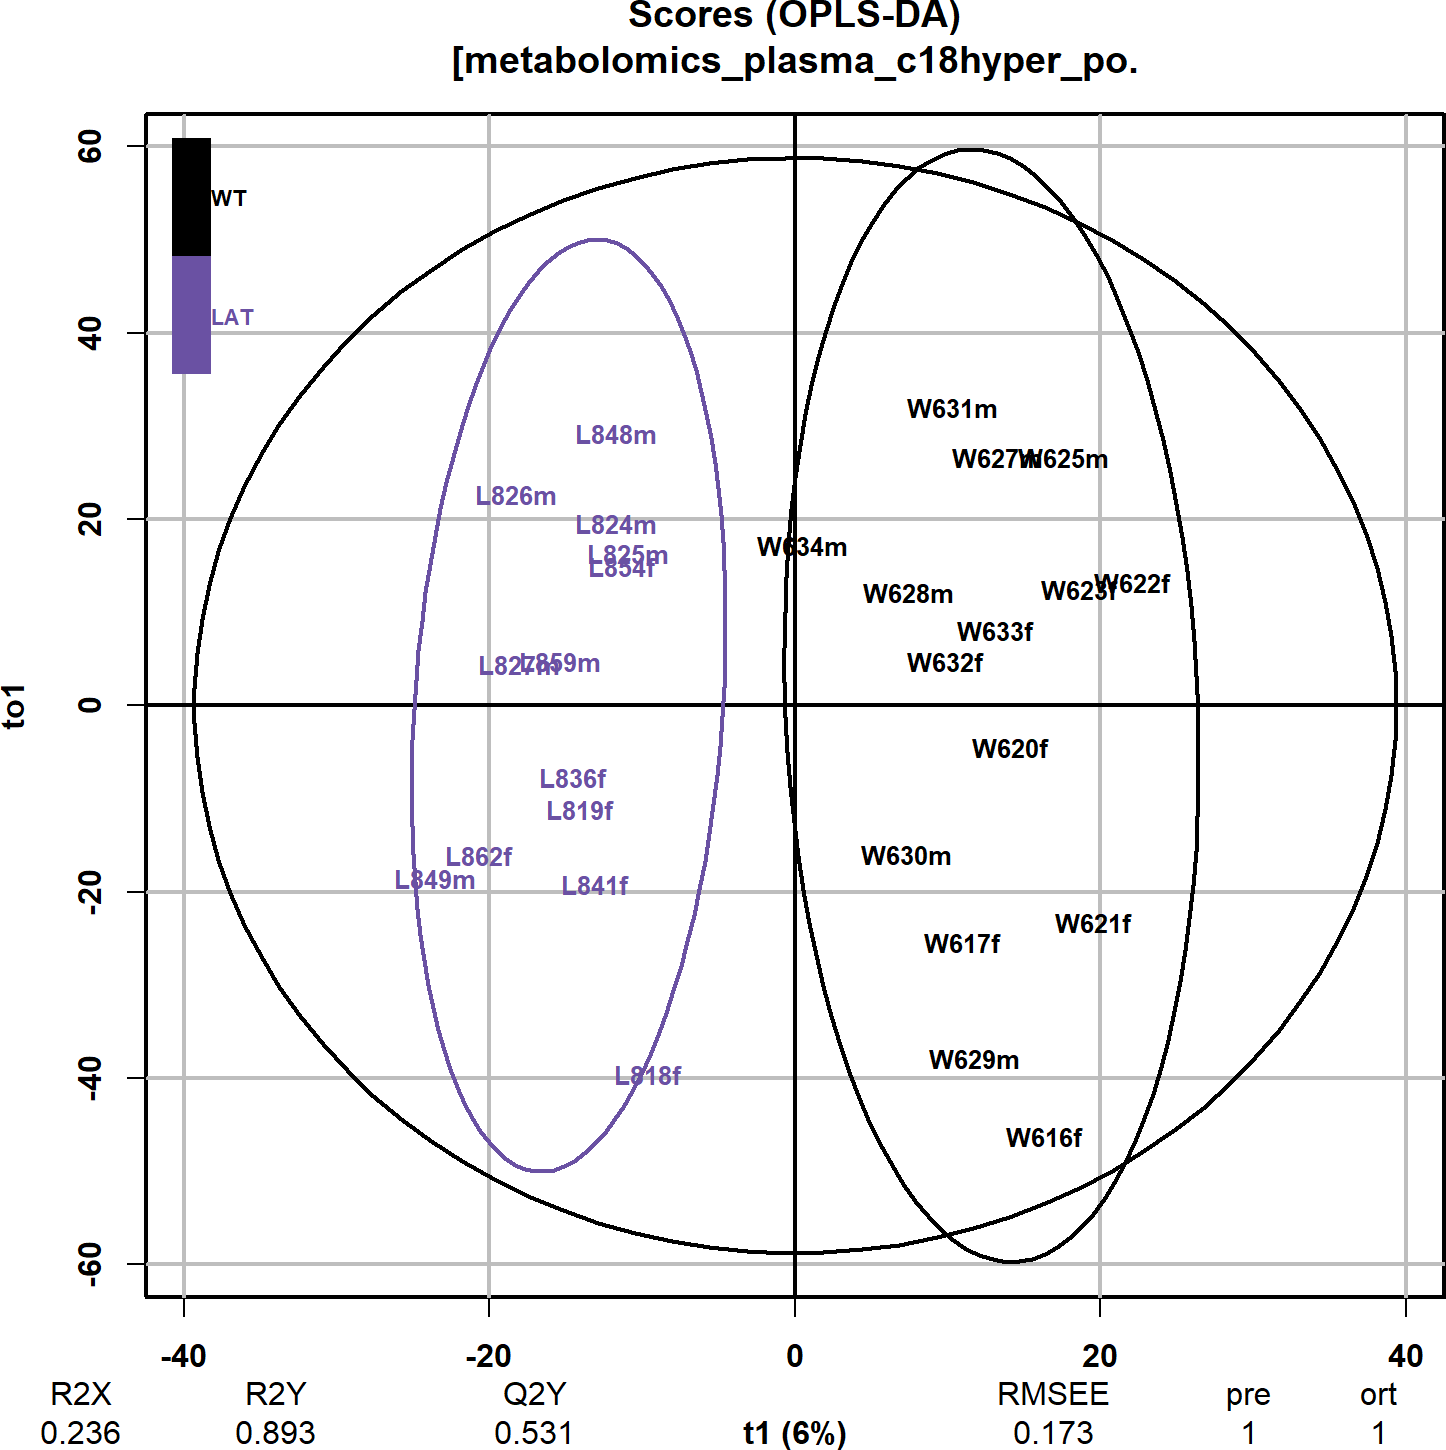 Scores (OPLS-DA)
[metabolomics_plasma_c18hyper_po.
60
40
20
0
-20
-40
-60
to1
WT
LAT
L848m
L826m
L824m
L825m
L854f
L827m
L859m
L836f
L819f
L862f
L849m
L841f
L818f
W631m
W627m
W625m
W634m
W628m
W623f
W622f
W633f
W632f
W620f
W630m
W621f
W617f
W629m
W616f
-40 -20 0 20 40
R2X R2Y Q2Y RMSEE pre ort
0.236 0.893 0.531 t1 (6%) 0.173 1 1